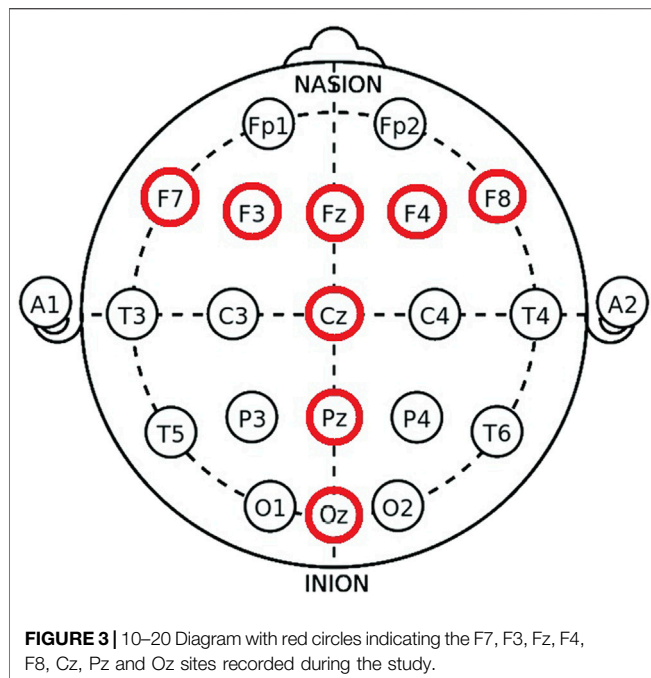 NASION
Fp1 Fp2
F7 F3 Fz F4 F8
A1 T3 C3 Cz C4 T4 A2
T5 P3 Pz P4 T6
O1 Oz O2
INION
FIGURE 3 | 10–20 Diagram with red circles indicating the F7, F3, Fz, F4,
F8, Cz, Pz and Oz sites recorded during the study.